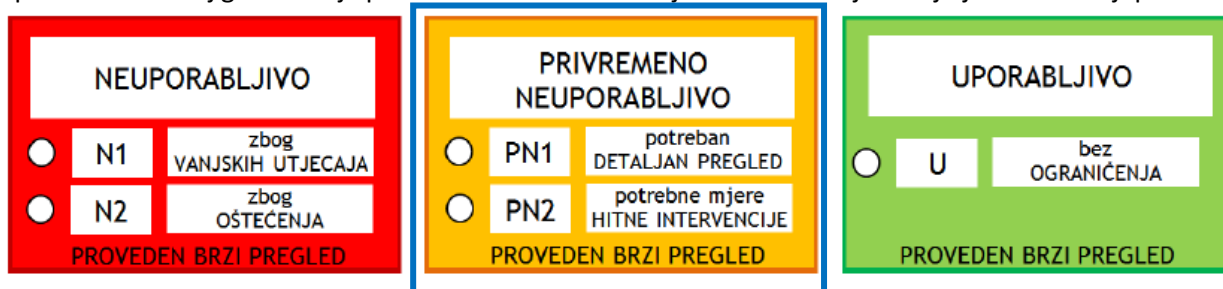 NEUPORABLJIVO
N1 zbog
VANJSKIH UTJECAJA
N2 zbog
OŠTEĆENJA
PROVEDEN BRZI PREGLED
PRIVREMENO
NEUPORABLJIVO
PN1 potreban
DETALJAN PREGLED
PN2 potrebne mjere
HITNE INTERVENCIJE
PROVEDEN BRZI PREGLED
UPORABLJIVO
U bez
OGRANIČENJA
PROVEDEN BRZI PREGLED